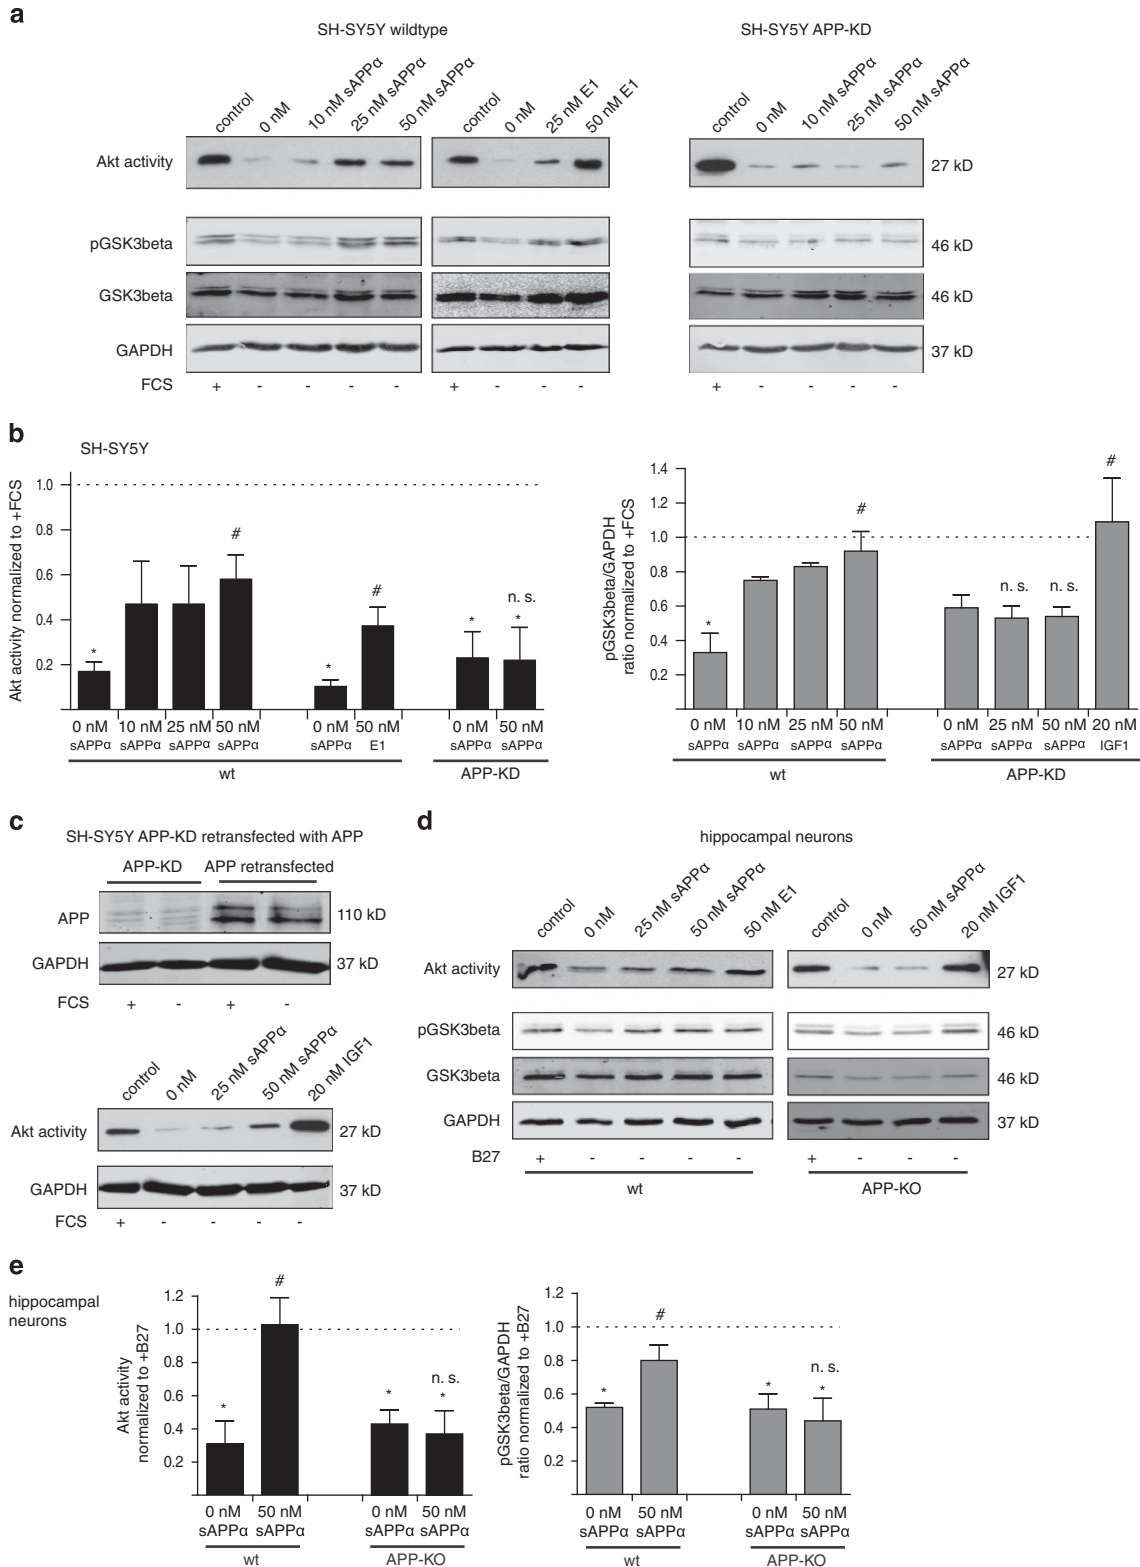 a
SH-SY5Y wildtype
SH-SY5Y APP-KD
control
0 nM
10 nM sAPPα
25 nM sAPPα
50 nM sAPPα
control
0 nM
25 nM E1
50 nM E1
control
0 nM
10 nM sAPPα
25 nM sAPPα
50 nM sAPPα
Akt activity
27 kD
pGSK3beta
46 kD
GSK3beta
46 kD
GAPDH
37 kD
FCS
+ - - - - + - - - + - - - -
b
SH-SY5Y
Akt activity normalized to +FCS
1.0
0.8
0.6
0.4
0.2
* # * # * n. s. *
0 nM 10 nM 25 nM 50 nM 0 nM 50 nM 0 nM 50 nM
sAPPα sAPPα sAPPα sAPPα sAPPα E1 sAPPα sAPPα
wt APP-KD
pGSK3beta/GAPDH
ratio normalized to +FCS
1.4
1.2
1.0
0.8
0.6
0.4
0.2
* # n. s. n. s. #
0 nM 10 nM 25 nM 50 nM 0 nM 25 nM 50 nM 20 nM
sAPPα sAPPα sAPPα sAPPα sAPPα sAPPα sAPPα IGF1
wt APP-KD
c
SH-SY5Y APP-KD retransfected with APP
APP-KD APP retransfected
APP
110 kD
GAPDH
37 kD
FCS + - + -
control
0 nM
25 nM sAPPα
50 nM sAPPα
20 nM IGF1
Akt activity
27 kD
GAPDH
37 kD
FCS + - - - -
d
hippocampal neurons
control
0 nM
25 nM sAPPα
50 nM sAPPα
50 nM E1
control
0 nM
50 nM sAPPα
20 nM IGF1
Akt activity
27 kD
pGSK3beta
46 kD
GSK3beta
46 kD
GAPDH
37 kD
B27 + - - - - + - - -
wt APP-KO
e
hippocampal
neurons
Akt activity
normalized to +B27
1.2
1.0
0.8
0.6
0.4
0.2
* # * n. s. *
0 nM 50 nM 0 nM 50 nM
sAPPα sAPPα sAPPα sAPPα
wt APP-KO
pGSK3beta/GAPDH
ratio normalized to +B27
1.2
1.0
0.8
0.6
0.4
0.2
* # * n. s. *
0 nM 50 nM 0 nM 50 nM
sAPPα sAPPα sAPPα sAPPα
wt APP-KO